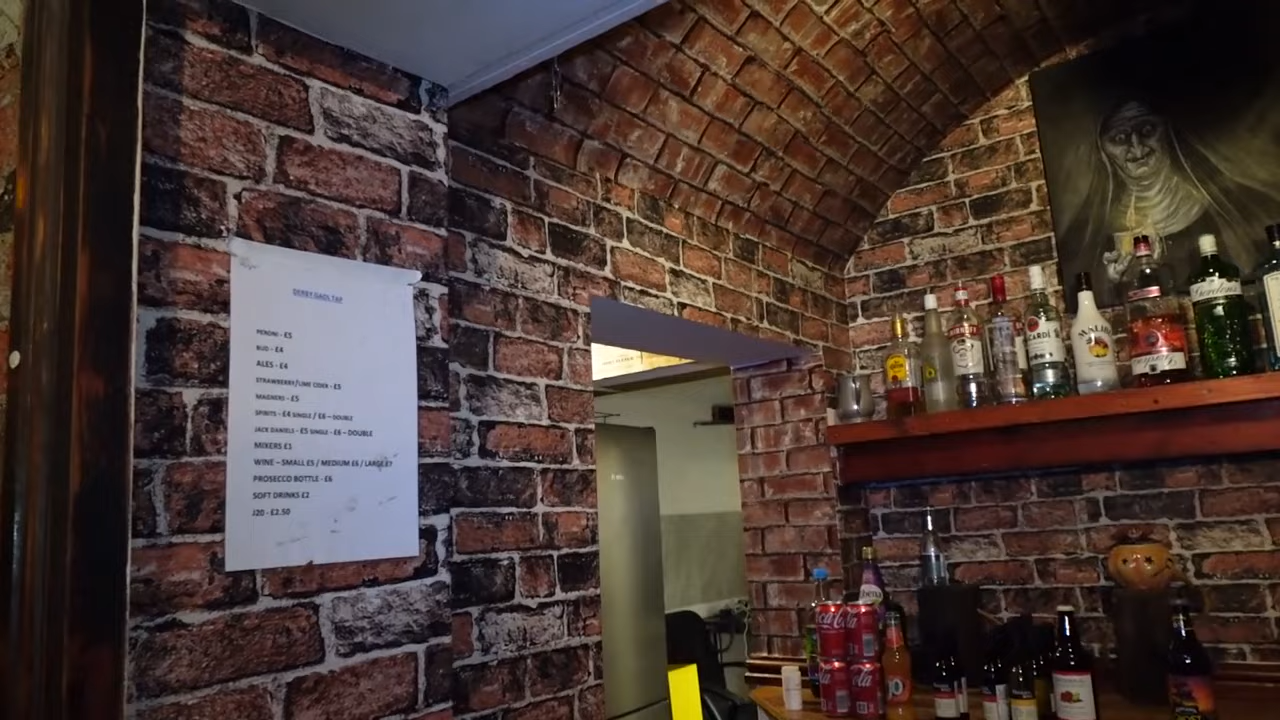 DERBY GAOL TAP
PERONI - £5
BUD - £4
ALES - £4
STRAWBERRY/LIME CIDER - £5
MAGNERS - £5
SPIRITS - £4 SINGLE / £6 – DOUBLE
JACK DANIELS - £5 SINGLE - £6 – DOUBLE
MIXERS £1
WINE – SMALL £5 / MEDIUM £6 / LARGE £7
PROSECCO BOTTLE - £6
SOFT DRINKS £2
J20 - £2.50
SMIRNOFF
BACARDI
MALIBU
Gordon's
Coca-Cola